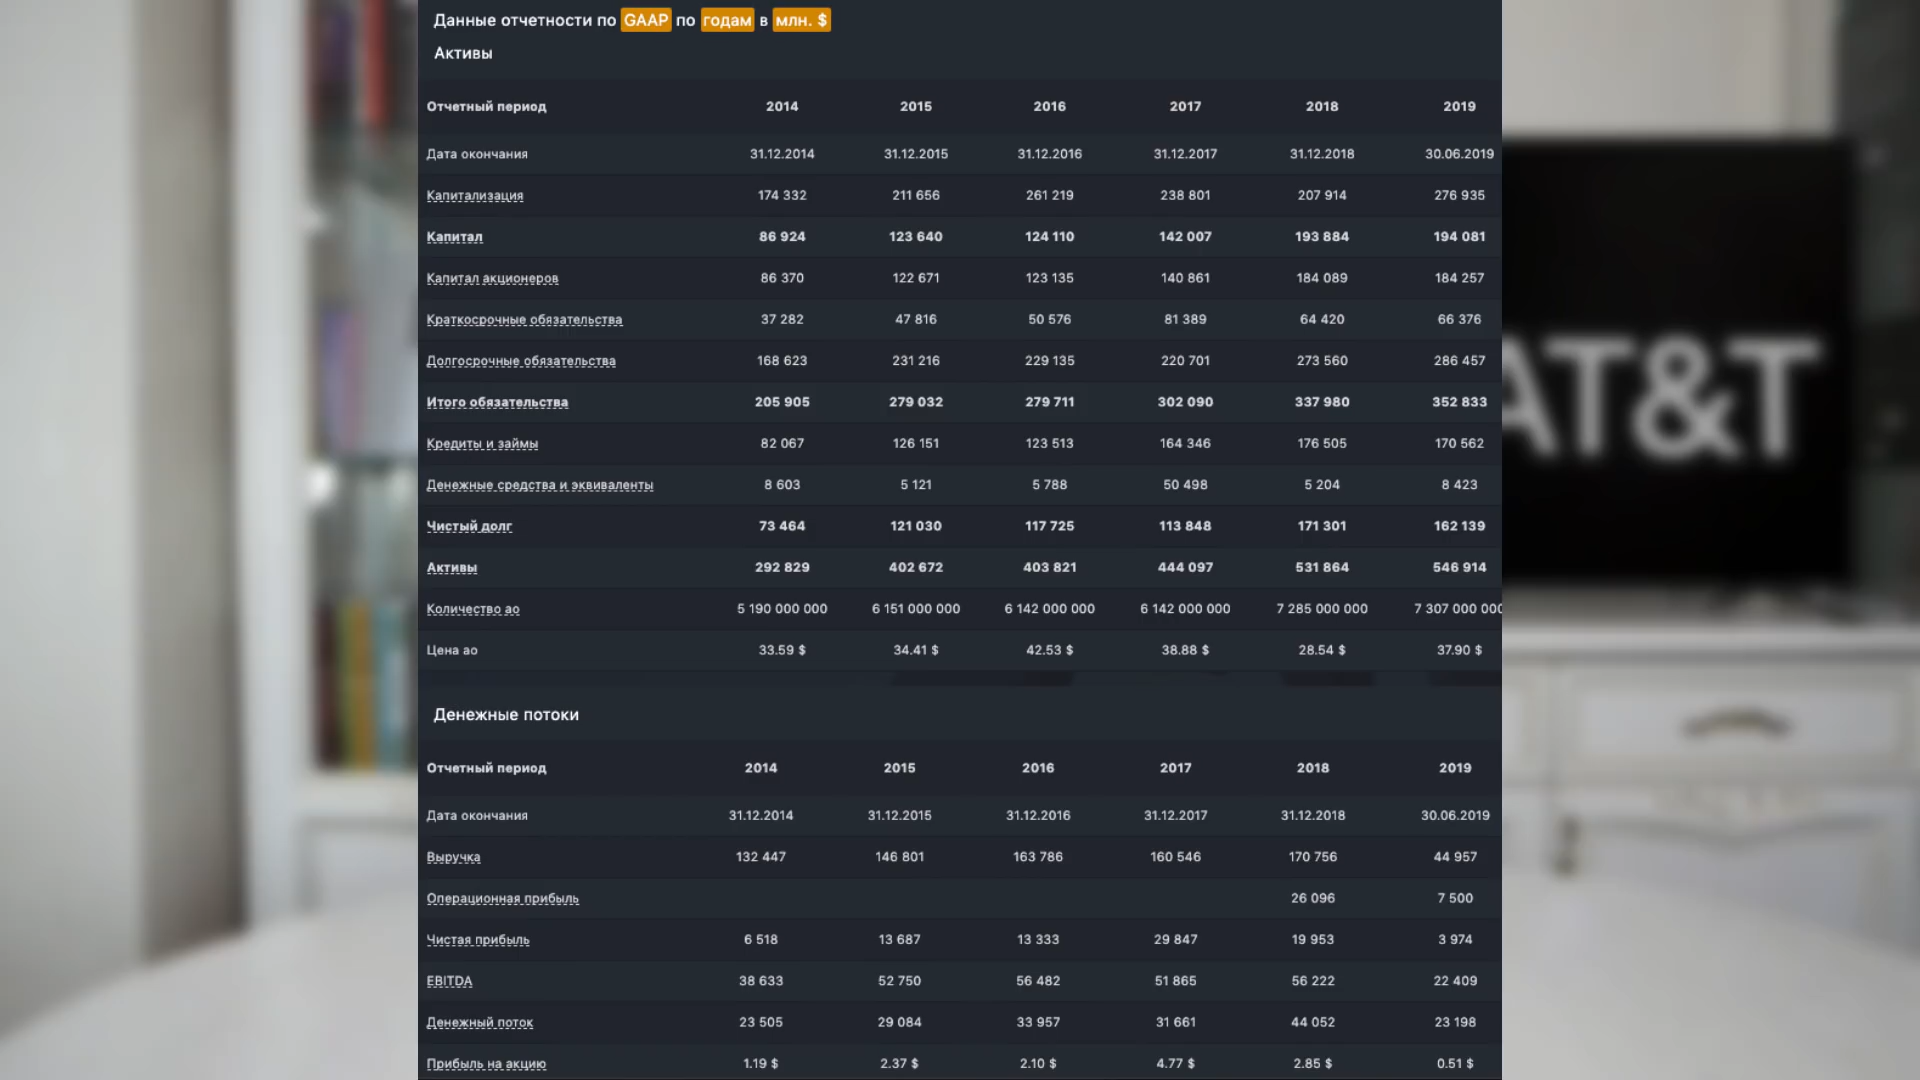 Данные отчетности по GAAP по годам в млн. $
Активы
Отчетный период 2014 2015 2016 2017 2018 2019
Дата окончания 31.12.2014 31.12.2015 31.12.2016 31.12.2017 31.12.2018 30.06.2019
Капитализация 174 332 211 656 261 219 238 801 207 914 276 935
Капитал 86 924 123 640 124 110 142 007 193 884 194 081
Капитал акционеров 86 370 122 671 123 135 140 861 184 089 184 257
Краткосрочные обязательства 37 282 47 816 50 576 81 389 64 420 66 376
Долгосрочные обязательства 168 623 231 216 229 135 220 701 273 560 286 457
Итого обязательства 205 905 279 032 279 711 302 090 337 980 352 833
Кредиты и займы 82 067 126 151 123 513 164 346 176 505 170 562
Денежные средства и эквиваленты 8 603 5 121 5 788 50 498 5 204 8 423
Чистый долг 73 464 121 030 117 725 113 848 171 301 162 139
Активы 292 829 402 672 403 821 444 097 531 864 546 914
Количество ао 5 190 000 000 6 151 000 000 6 142 000 000 6 142 000 000 7 285 000 000 7 307 000 000
Цена ао 33.59 $ 34.41 $ 42.53 $ 38.88 $ 28.54 $ 37.90 $
Денежные потоки
Отчетный период 2014 2015 2016 2017 2018 2019
Дата окончания 31.12.2014 31.12.2015 31.12.2016 31.12.2017 31.12.2018 30.06.2019
Выручка 132 447 146 801 163 786 160 546 170 756 44 957
Операционная прибыль 26 096 7 500
Чистая прибыль 6 518 13 687 13 333 29 847 19 953 3 974
EBITDA 38 633 52 750 56 482 51 865 56 222 22 409
Денежный поток 23 505 29 084 33 957 31 661 44 052 23 198
Прибыль на акцию 1.19 $ 2.37 $ 2.10 $ 4.77 $ 2.85 $ 0.51 $
AT&T